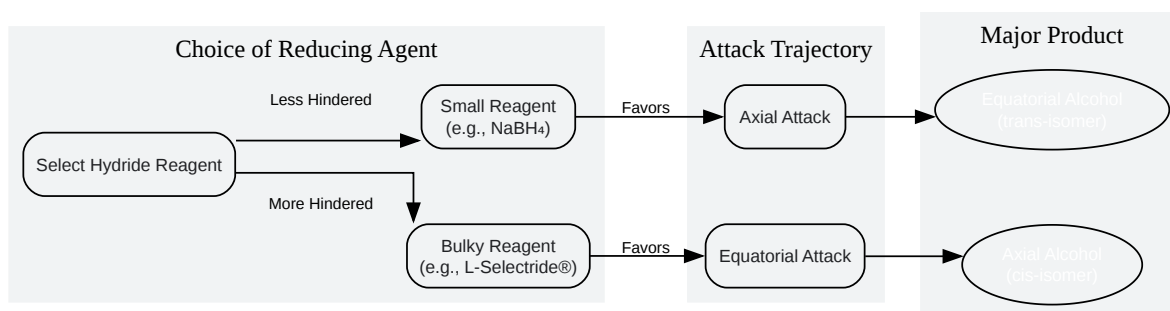 Choice of Reducing Agent
Attack Trajectory
Major Product
Less Hindered
Small Reagent
(e.g., NaBH₄)
Favors
Axial Attack
Equatorial Alcohol
(trans-isomer)
Select Hydride Reagent
More Hindered
Bulky Reagent
(e.g., L-Selectride®)
Favors
Equatorial Attack
Axial Alcohol
(cis-isomer)